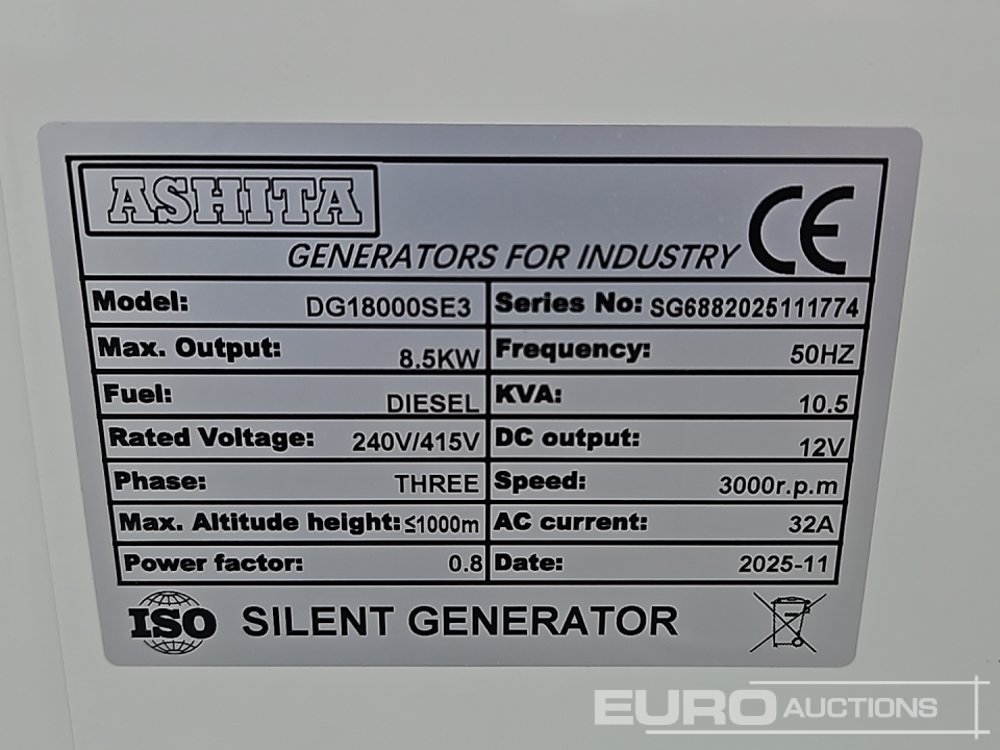 ASHITA
GENERATORS FOR INDUSTRY CE
Model: DG18000SE3 Series No: SG6882025111774
Max. Output: 8.5KW Frequency: 50HZ
Fuel: DIESEL KVA: 10.5
Rated Voltage: 240V/415V DC output: 12V
Phase: THREE Speed: 3000r.p.m
Max. Altitude height: ≤1000m AC current: 32A
Power factor: 0.8 Date: 2025-11
ISO SILENT GENERATOR
EURO AUCTIONS